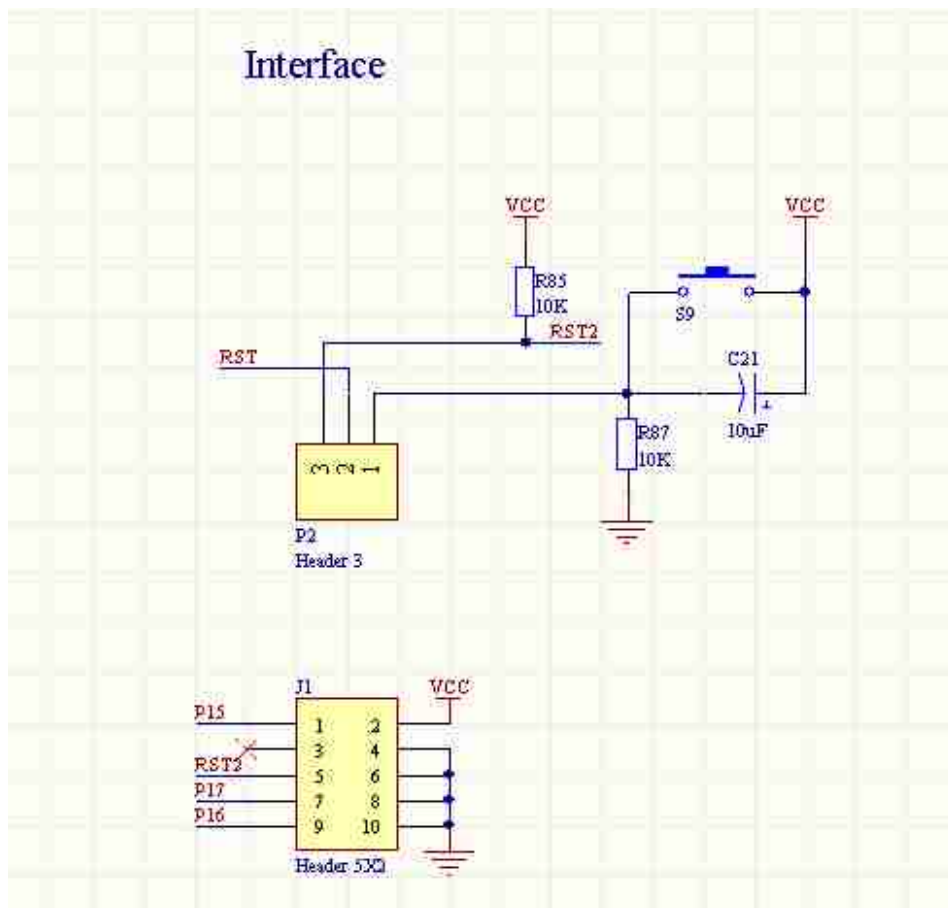 Interface
VCC
VCC
R85
10K
S9
RST2
RST
C21
10uF
R87
10K
3 2 1
P2
Header 3
J1
VCC
P15
1 2
3 4
RST2
5 6
P17
7 8
P16
9 10
Header 5X2